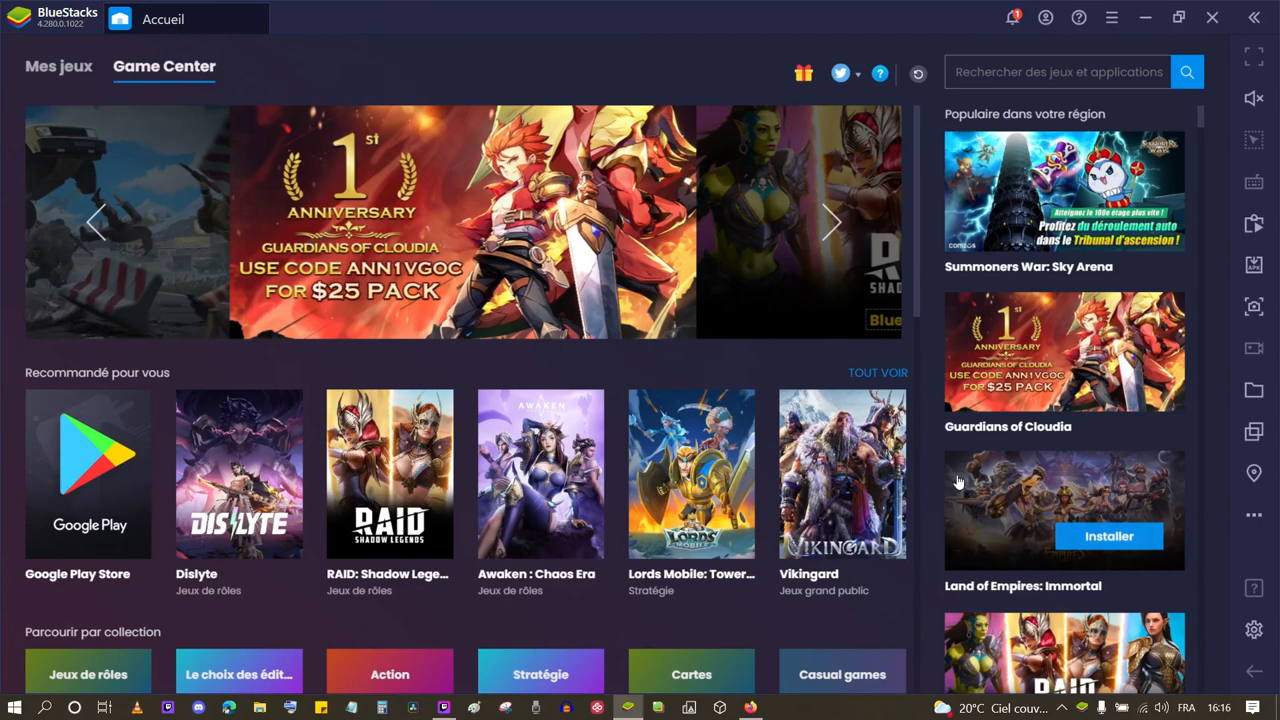 BlueStacks
4.280.0.1022
Accueil
1
Mes jeux
Game Center
Rechercher des jeux et applications
1st
ANNIVERSARY
GUARDIANS OF CLOUDIA
USE CODE ANN1VGOC
FOR $25 PACK
Blue
Populaire dans votre région
Atteignez le 100e étage plus vite !
Profitez du déroulement auto
dans le Tribunal d'ascension !
Summoners War: Sky Arena
1st
ANNIVERSARY
GUARDIANS OF CLOUDIA
USE CODE ANN1VGOC
FOR $25 PACK
Guardians of Cloudia
Installer
Land of Empires: Immortal
RAID
Recommandé pour vous
TOUT VOIR
Google Play
DISLYTE
RAID
SHADOW LEGENDS
AWAKEN
LORDS
MOBILE
VIKINGARD
Google Play Store
Dislyte
Jeux de rôles
RAID: Shadow Lege...
Jeux de rôles
Awaken : Chaos Era
Jeux de rôles
Lords Mobile: Tower...
Stratégie
Vikingard
Jeux grand public
Parcourir par collection
Jeux de rôles
Le choix des édit...
Action
Stratégie
Cartes
Casual games
20°C Ciel couv...
FRA
16:16